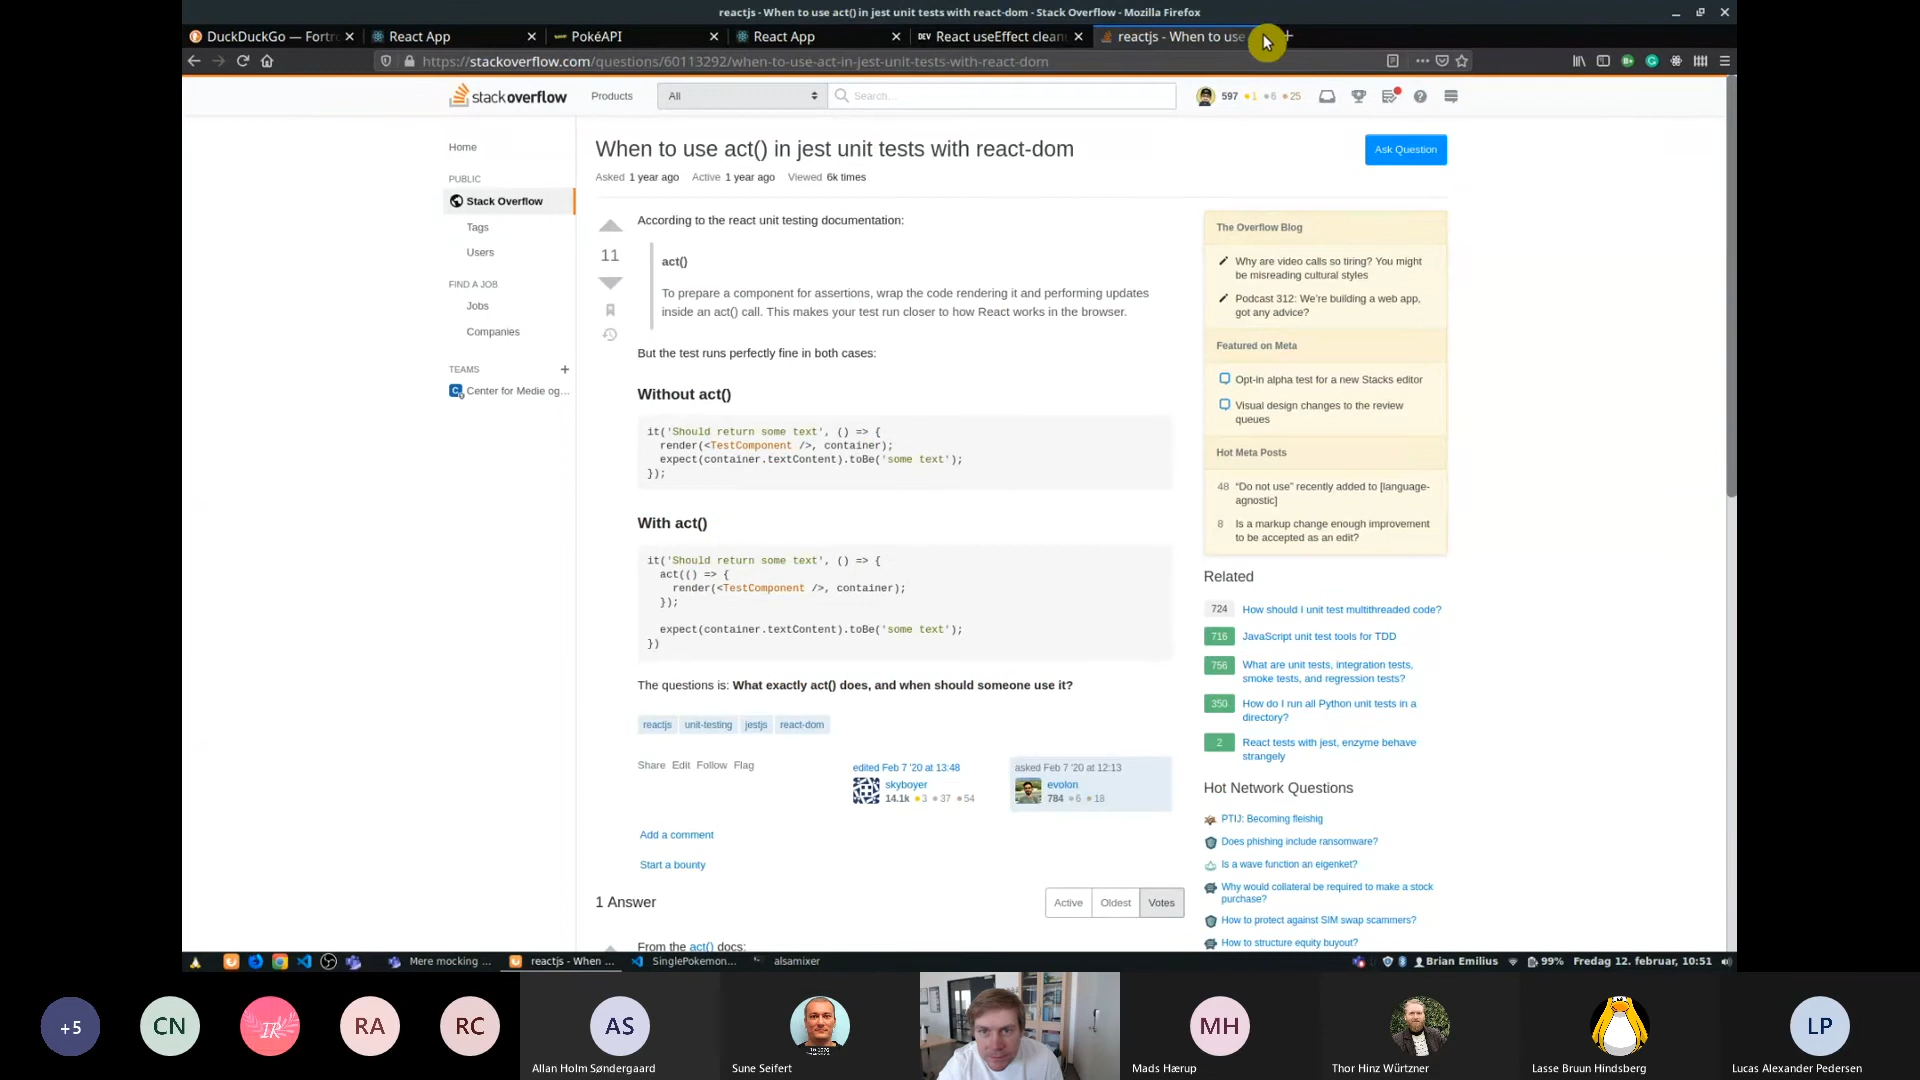 reactjs - When to use act() in jest unit tests with react-dom - Stack Overflow - Mozilla Firefox
DuckDuckGo — Fortr
React App
PokéAPI
React App
DEV React useEffect clean
reactjs - When to use
https://stackoverflow.com/questions/60113292/when-to-use-act-in-jest-unit-tests-with-react-dom
stackoverflow
Products
All
Search...
597 1 6 25
Home
PUBLIC
Stack Overflow
Tags
Users
FIND A JOB
Jobs
Companies
TEAMS
Center for Medie og...
When to use act() in jest unit tests with react-dom
Ask Question
Asked 1 year ago Active 1 year ago Viewed 6k times
11
According to the react unit testing documentation:
act()
To prepare a component for assertions, wrap the code rendering it and performing updates
inside an act() call. This makes your test run closer to how React works in the browser.
But the test runs perfectly fine in both cases:
Without act()
it('Should return some text', () => {
render(<TestComponent />, container);
expect(container.textContent).toBe('some text');
});
With act()
it('Should return some text', () => {
act(() => {
render(<TestComponent />, container);
});
expect(container.textContent).toBe('some text');
})
The questions is: What exactly act() does, and when should someone use it?
reactjs unit-testing jestjs react-dom
Share Edit Follow Flag
edited Feb 7 '20 at 13:48
skyboyer
14.1k 3 37 54
asked Feb 7 '20 at 12:13
evolon
784 6 18
Add a comment
Start a bounty
1 Answer
Active Oldest Votes
From the act() docs:
The Overflow Blog
Why are video calls so tiring? You might
be misreading cultural styles
Podcast 312: We're building a web app,
got any advice?
Featured on Meta
Opt-in alpha test for a new Stacks editor
Visual design changes to the review
queues
Hot Meta Posts
48 “Do not use” recently added to [language-
agnostic]
8 Is a markup change enough improvement
to be accepted as an edit?
Related
724 How should I unit test multithreaded code?
716 JavaScript unit test tools for TDD
756 What are unit tests, integration tests,
smoke tests, and regression tests?
350 How do I run all Python unit tests in a
directory?
2 React tests with jest, enzyme behave
strangely
Hot Network Questions
PTIJ: Becoming fleishig
Does phishing include ransomware?
Is a wave function an eigenket?
Why would collateral be required to make a stock
purchase?
How to protect against SIM swap scammers?
How to structure equity buyout?
Mere mocking ...
reactjs - When ...
SinglePokemon...
alsamixer
Brian Emilius
99%
Fredag 12. februar, 10:51
+5
CN
RA
RC
AS
MH
LP
Allan Holm Søndergaard
Sune Seifert
Mads Hærup
Thor Hinz Würtzner
Lasse Bruun Hindsberg
Lucas Alexander Pedersen